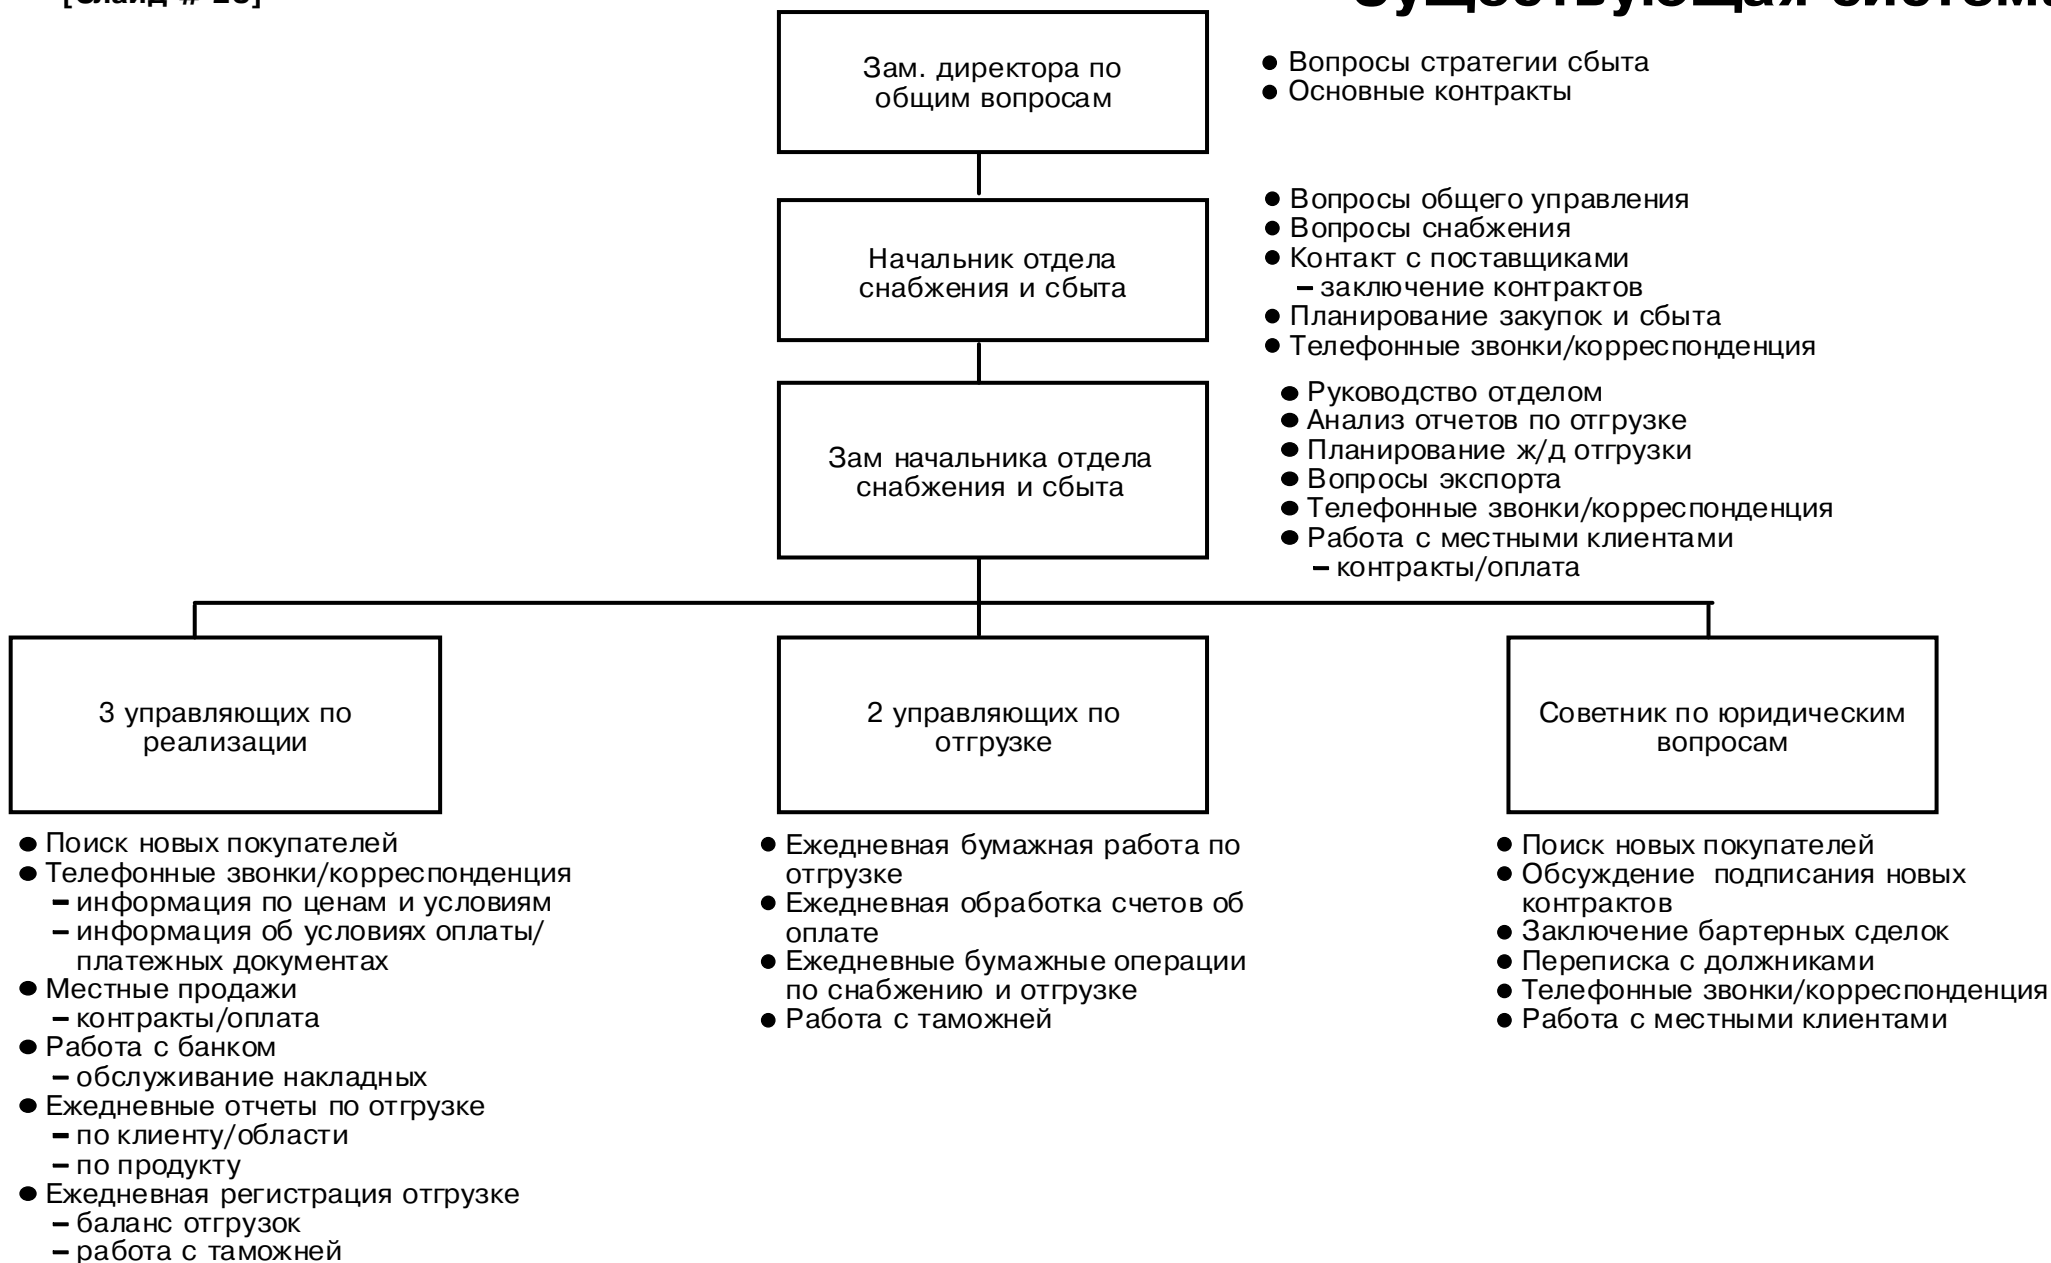 Существующая система
Зам. директора по
общим вопросам
● Вопросы стратегии сбыта
● Основные контракты
Начальник отдела
снабжения и сбыта
● Вопросы общего управления
● Вопросы снабжения
● Контакт с поставщиками
– заключение контрактов
● Планирование закупок и сбыта
● Телефонные звонки/корреспонденция
Зам начальника отдела
снабжения и сбыта
● Руководство отделом
● Анализ отчетов по отгрузке
● Планирование ж/д отгрузки
● Вопросы экспорта
● Телефонные звонки/корреспонденция
● Работа с местными клиентами
– контракты/оплата
3 управляющих по
реализации
● Поиск новых покупателей
● Телефонные звонки/корреспонденция
– информация по ценам и условиям
– информация об условиях оплаты/
платежных документах
● Местные продажи
– контракты/оплата
● Работа с банком
– обслуживание накладных
● Ежедневные отчеты по отгрузке
– по клиенту/области
– по продукту
● Ежедневная регистрация отгрузке
– баланс отгрузок
– работа с таможней
2 управляющих по
отгрузке
● Ежедневная бумажная работа по
отгрузке
● Ежедневная обработка счетов об
оплате
● Ежедневные бумажные операции
по снабжению и отгрузке
● Работа с таможней
Советник по юридическим
вопросам
● Поиск новых покупателей
● Обсуждение подписания новых
контрактов
● Заключение бартерных сделок
● Переписка с должниками
● Телефонные звонки/корреспонденция
● Работа с местными клиентами